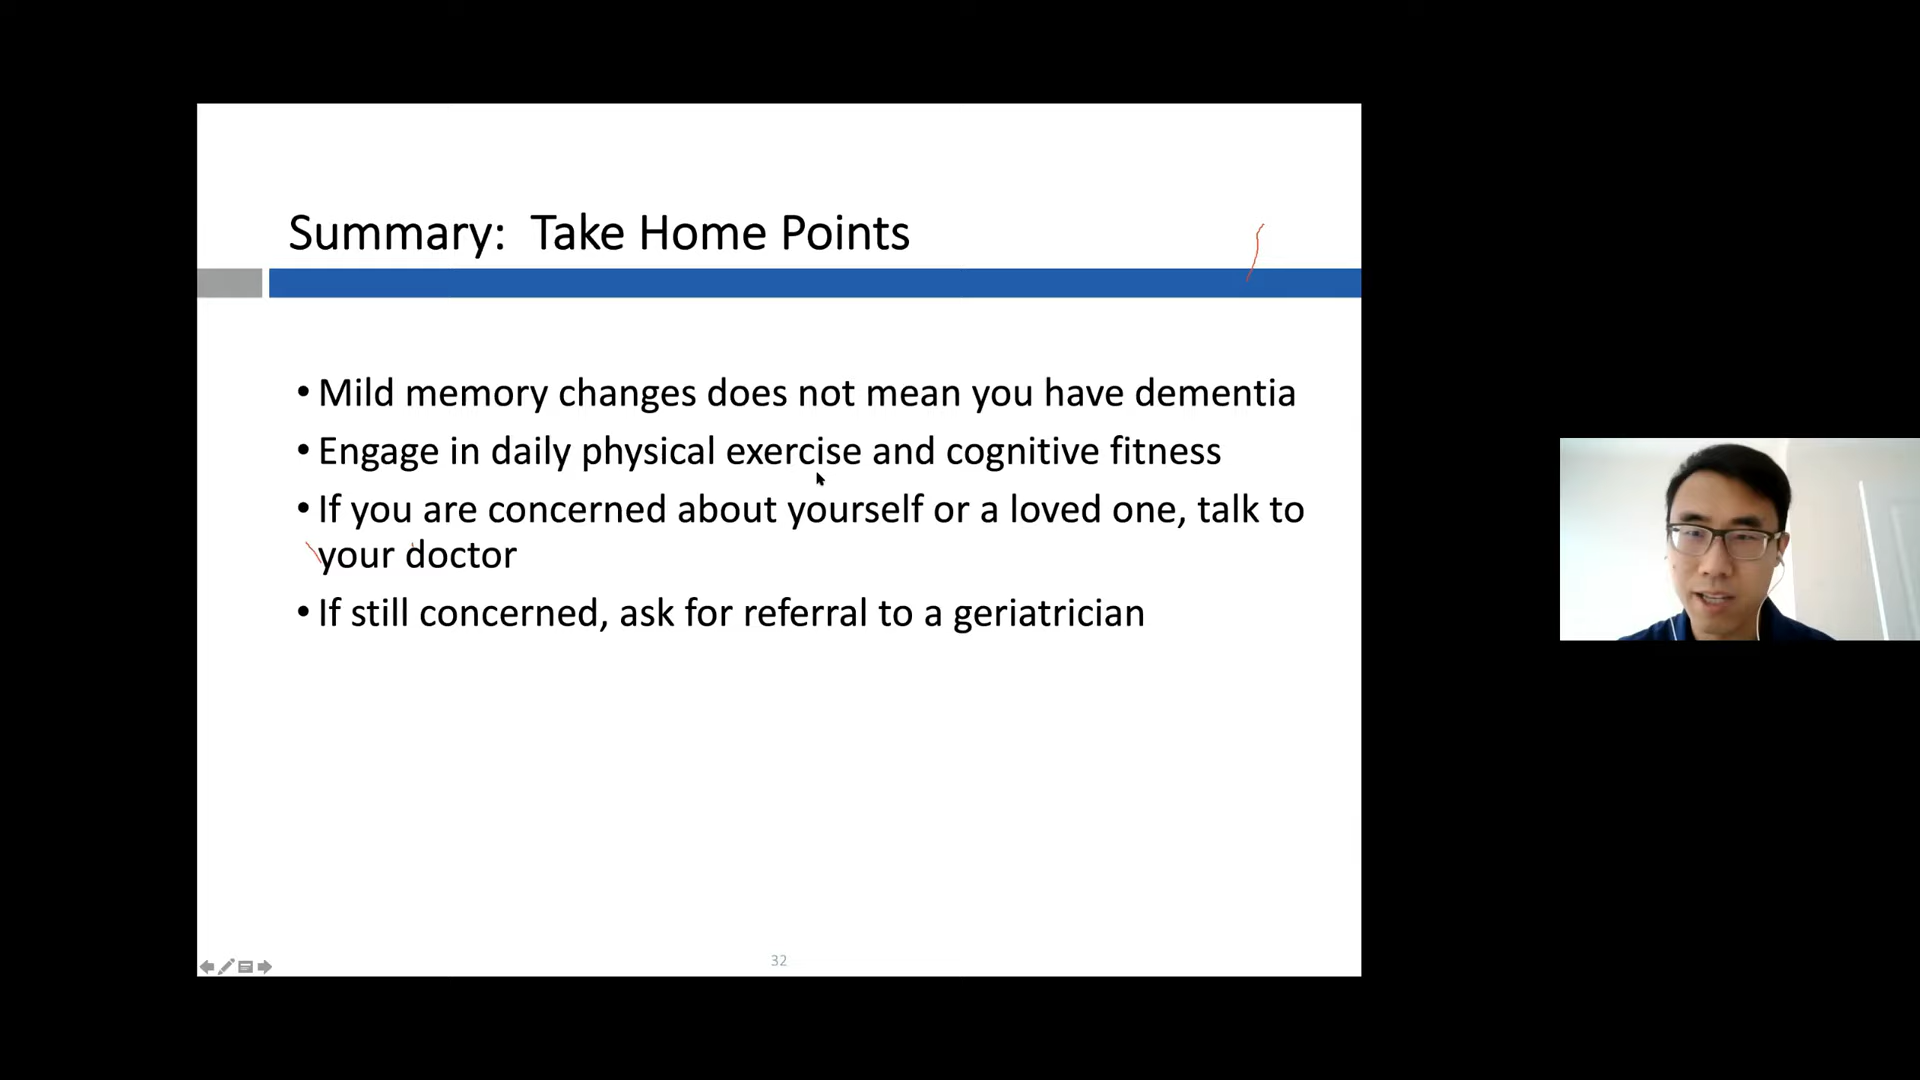 Summary:  Take Home Points
• Mild memory changes does not mean you have dementia
• Engage in daily physical exercise and cognitive fitness
• If you are concerned about yourself or a loved one, talk to
your doctor
• If still concerned, ask for referral to a geriatrician
32